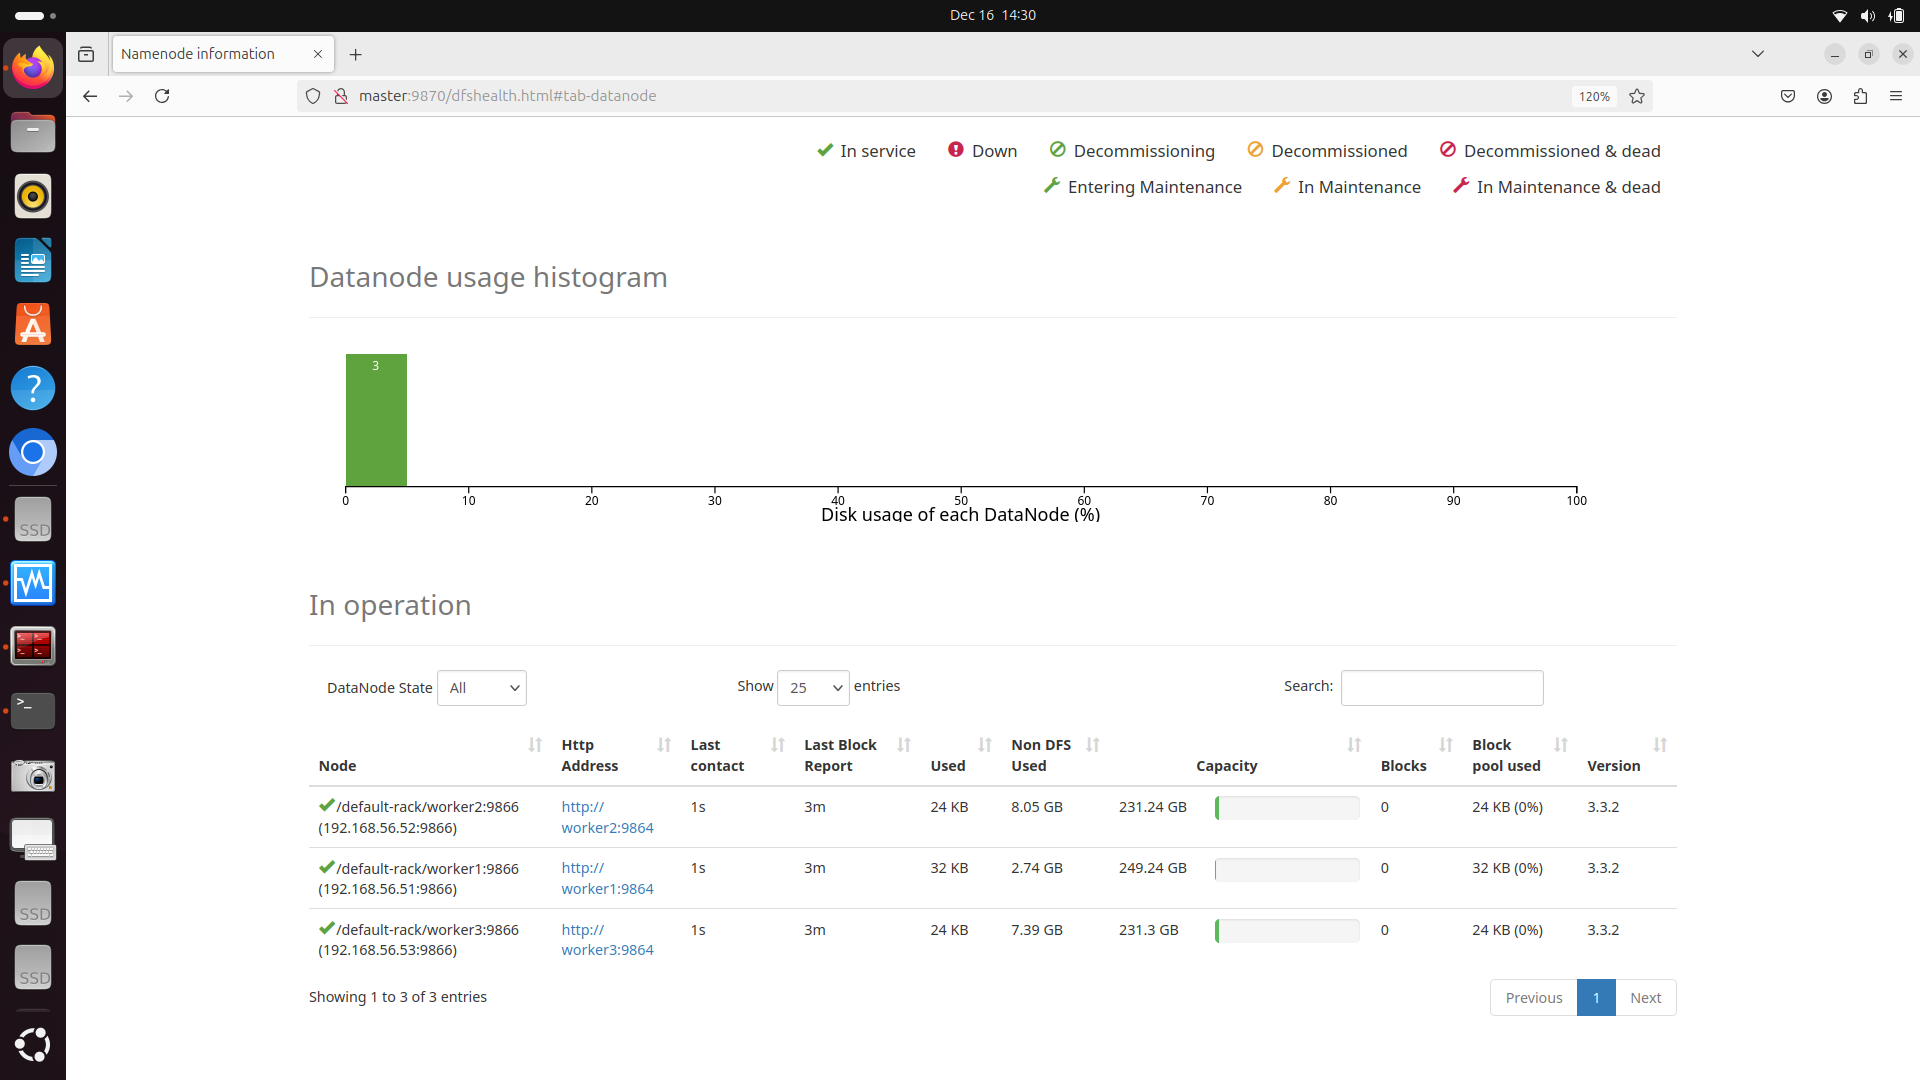 Dec 16 14:30
Namenode information
master:9870/dfshealth.html#tab-datanode
120%
In service Down Decommissioning Decommissioned Decommissioned & dead
Entering Maintenance In Maintenance In Maintenance & dead
Datanode usage histogram
3
0 10 20 30 40 50 60 70 80 90 100
Disk usage of each DataNode (%)
In operation
DataNode State All Show 25 entries Search:
Node Http Address Last contact Last Block Report Used Non DFS Used Capacity Blocks Block pool used Version
/default-rack/worker2:9866 http:// 1s 3m 24 KB 8.05 GB 231.24 GB 0 24 KB (0%) 3.3.2
(192.168.56.52:9866) worker2:9864
/default-rack/worker1:9866 http:// 1s 3m 32 KB 2.74 GB 249.24 GB 0 32 KB (0%) 3.3.2
(192.168.56.51:9866) worker1:9864
/default-rack/worker3:9866 http:// 1s 3m 24 KB 7.39 GB 231.3 GB 0 24 KB (0%) 3.3.2
(192.168.56.53:9866) worker3:9864
Showing 1 to 3 of 3 entries Previous 1 Next
SSD
SSD
SSD